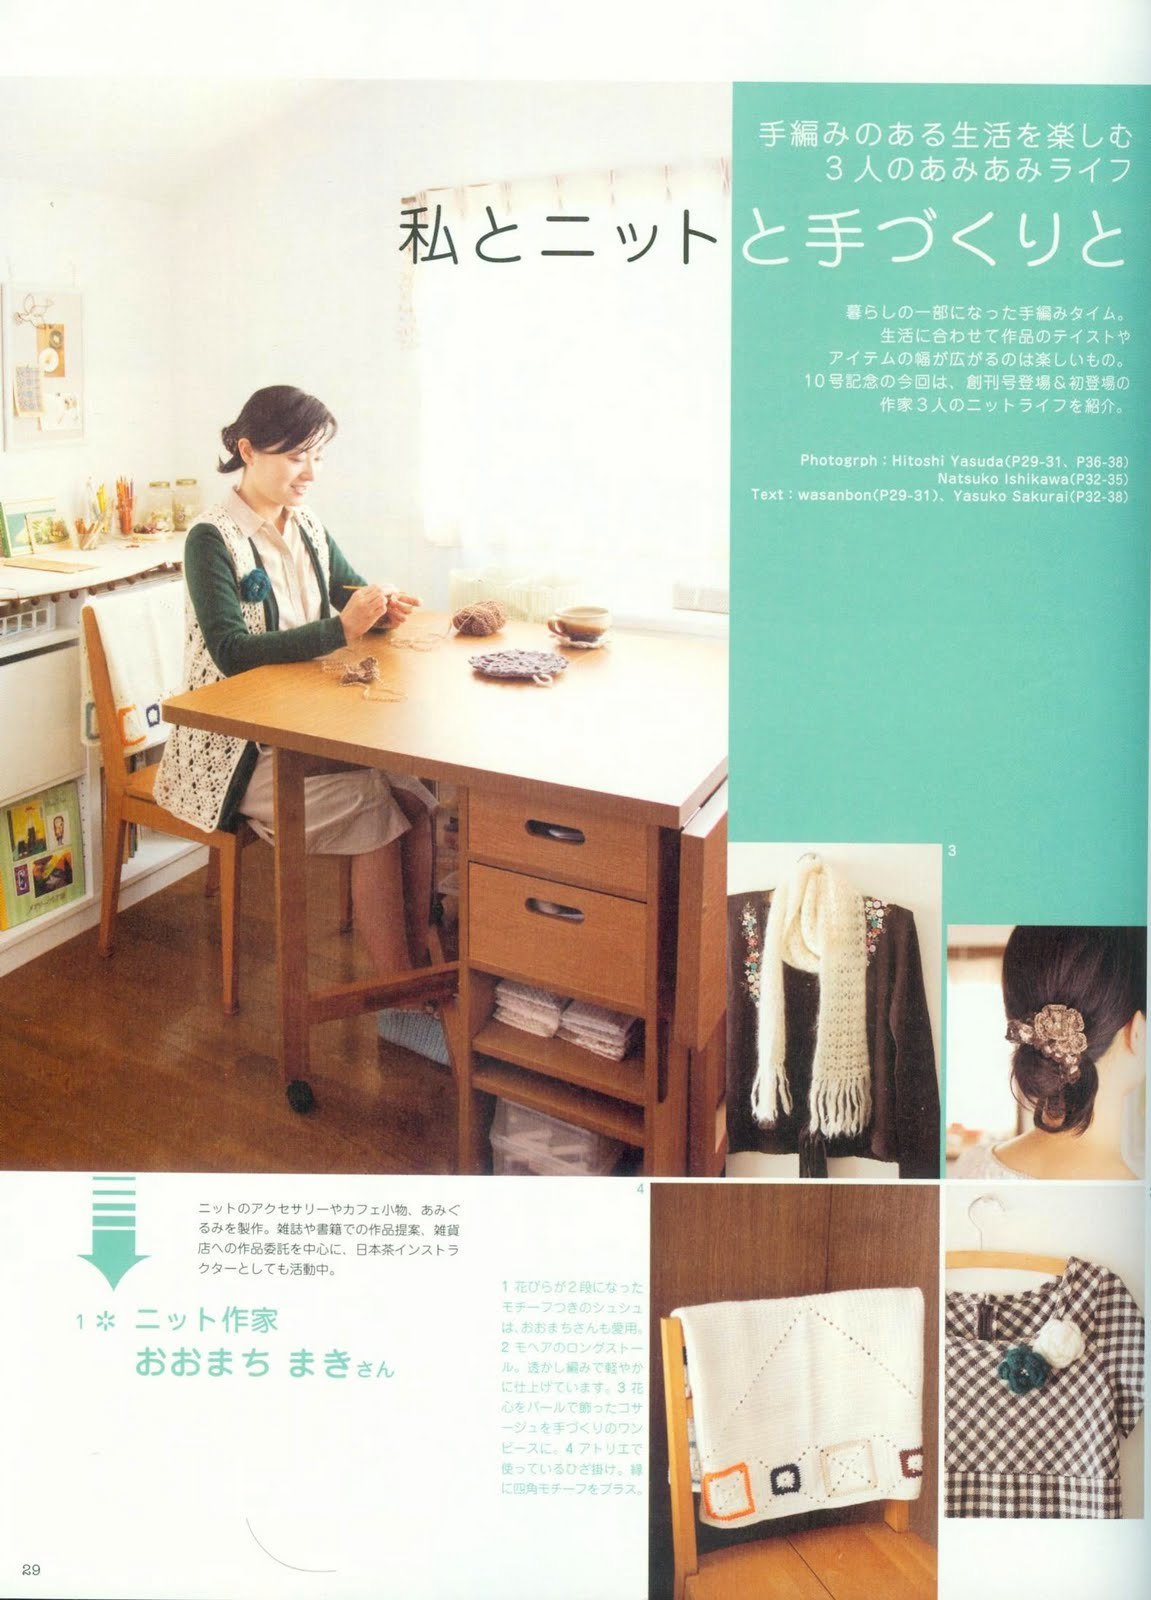 手編みのある生活を楽しむ
3人のあみあみライフ
私とニットと手づくりと
暮らしの一部になった手編みタイム。
生活に合わせて作品のテイストや
アイテムの幅が広がるのは楽しいもの。
10号記念の今回は、創刊号登場&初登場の
作家3人のニットライフを紹介。
Photogrph:Hitoshi Yasuda(P29-31、P36-38)
Natsuko Ishikawa(P32-35)
Text:wasanbon(P29-31)、Yasuko Sakurai(P32-38)
3
4
ニットのアクセサリーやカフェ小物、あみぐ
るみを製作。雑誌や書籍での作品提案、雑貨
店への作品委託を中心に、日本茶インストラ
クターとしても活動中。
1✲ ニット作家
おおまち まきさん
1 花びらが2段になった
モチーフつきのシュシュ
は、おおまちさんも愛用。
2 モヘアのロングストー
ル。透かし編みで軽やか
に仕上げています。3 花
心をパールで飾ったコサ
ージュを手づくりのワン
ピースに。4 アトリエで
使っているひざ掛け。縁
に四角モチーフをプラス。
29